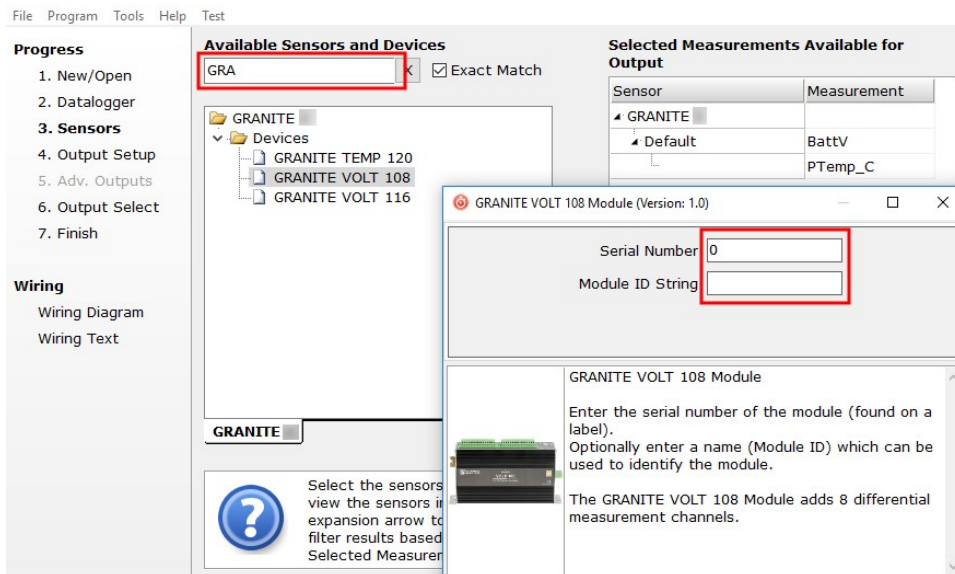 File Program Tools Help Test
Progress
1. New/Open
2. Datalogger
3. Sensors
4. Output Setup
5. Adv. Outputs
6. Output Select
7. Finish
Wiring
Wiring Diagram
Wiring Text
Available Sensors and Devices
GRA
X
Exact Match
GRANITE
Devices
GRANITE TEMP 120
GRANITE VOLT 108
GRANITE VOLT 116
GRANITE
Select the sensors
view the sensors i
expansion arrow to
filter results based
Selected Measurer
Selected Measurements Available for
Output
Sensor Measurement
GRANITE
Default BattV
PTemp_C
GRANITE VOLT 108 Module (Version: 1.0)
Serial Number 0
Module ID String
GRANITE VOLT 108 Module
Enter the serial number of the module (found on a
label).
Optionally enter a name (Module ID) which can be
used to identify the module.
The GRANITE VOLT 108 Module adds 8 differential
measurement channels.